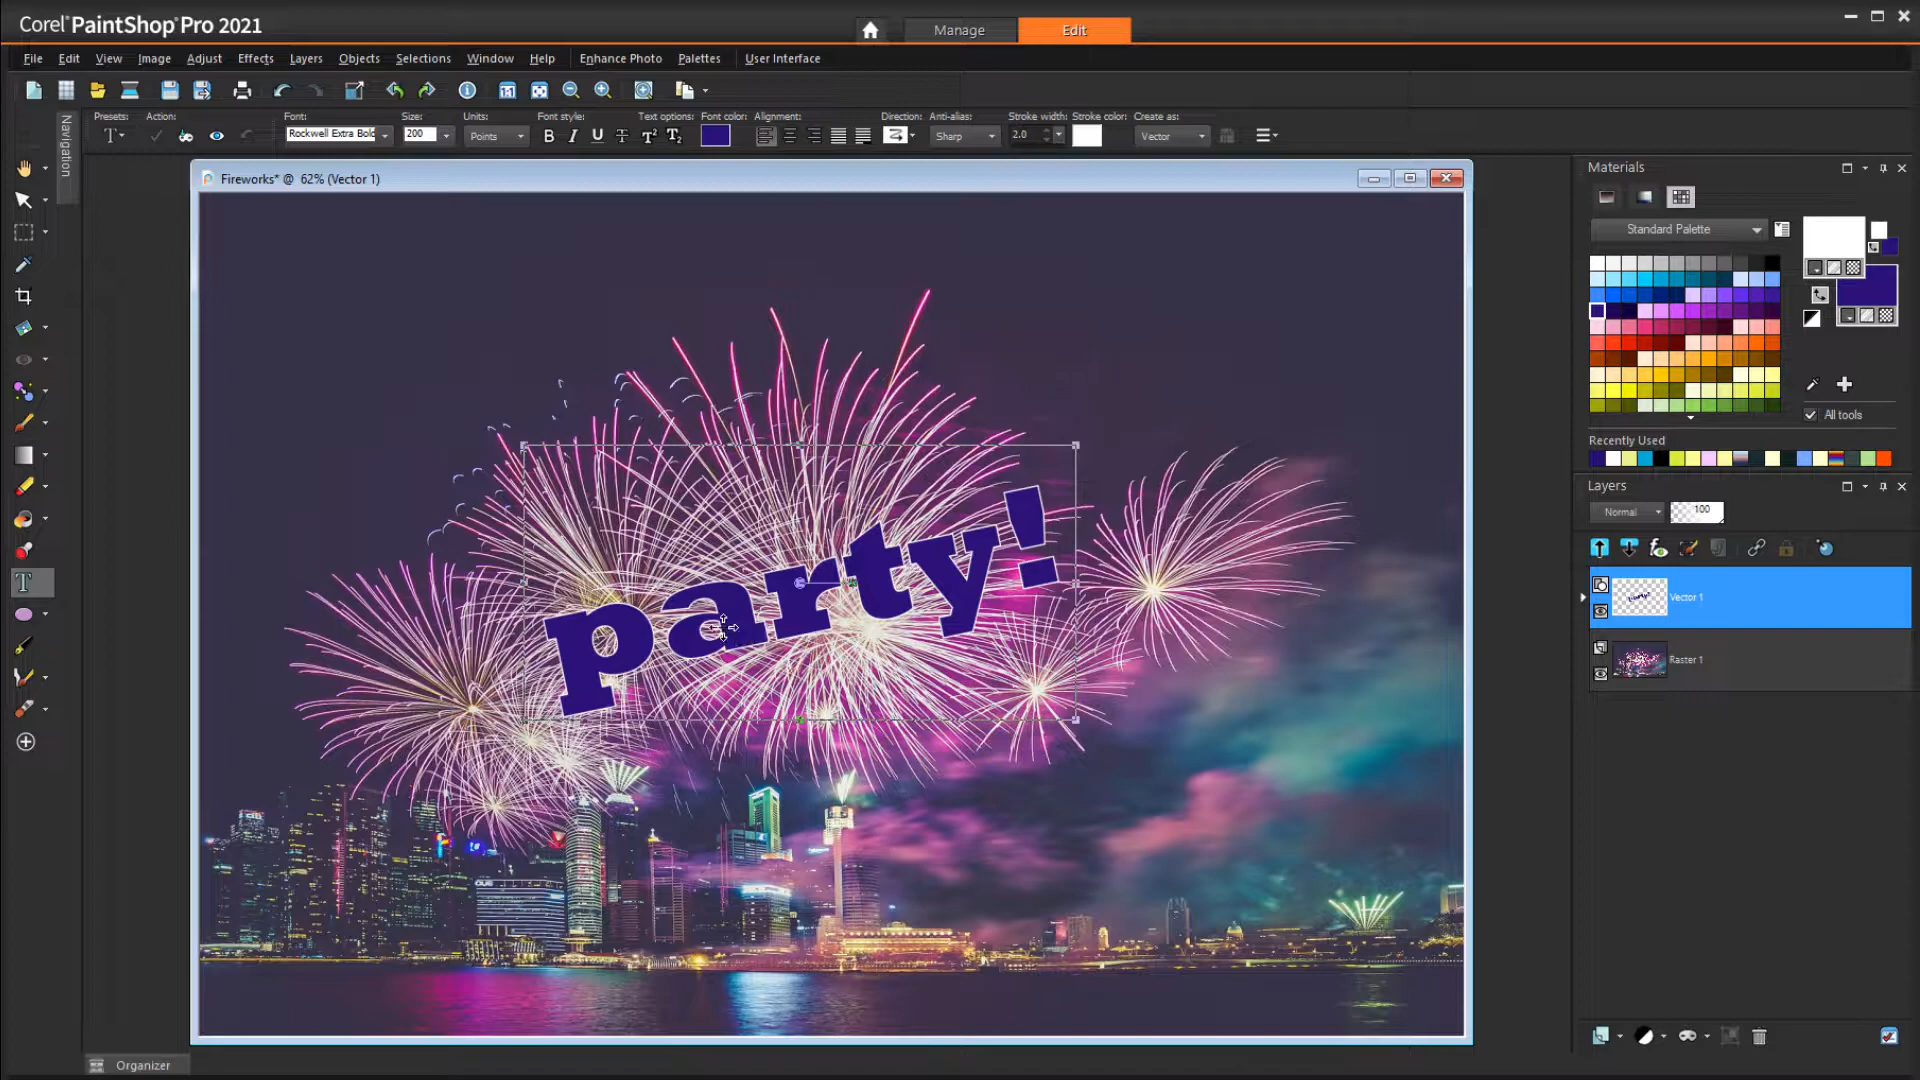 Corel® PaintShop® Pro 2021
Manage
Edit
File
Edit
View
Image
Adjust
Effects
Layers
Objects
Selections
Window
Help
Enhance Photo
Palettes
User Interface
Presets:
Action:
Font:
Size:
Units:
Font style:
Text options:
Font color:
Alignment:
Direction:
Anti-alias:
Stroke width:
Stroke color:
Create as:
Rockwell Extra Bold
200
Points
Sharp
2.0
Vector
Navigation
Fireworks* @ 62% (Vector 1)
party!
OUE
Materials
Standard Palette
All tools
Recently Used
Layers
Normal
100
Vector 1
Raster 1
Organizer